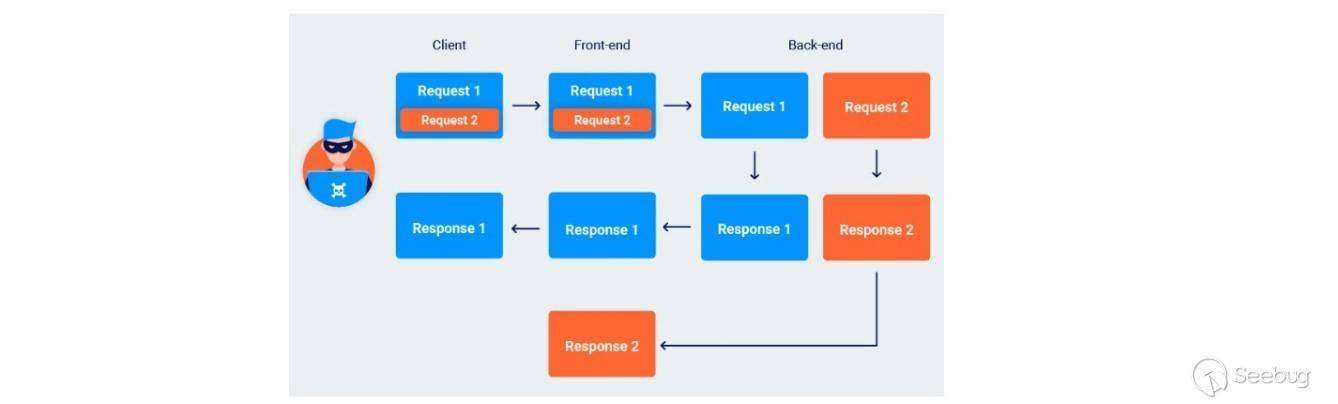 Client
Front-end
Back-end
Request 1
Request 2
Request 1
Request 2
Request 1
Request 2
Response 1
Response 1
Response 1
Response 2
Response 2
Seebug